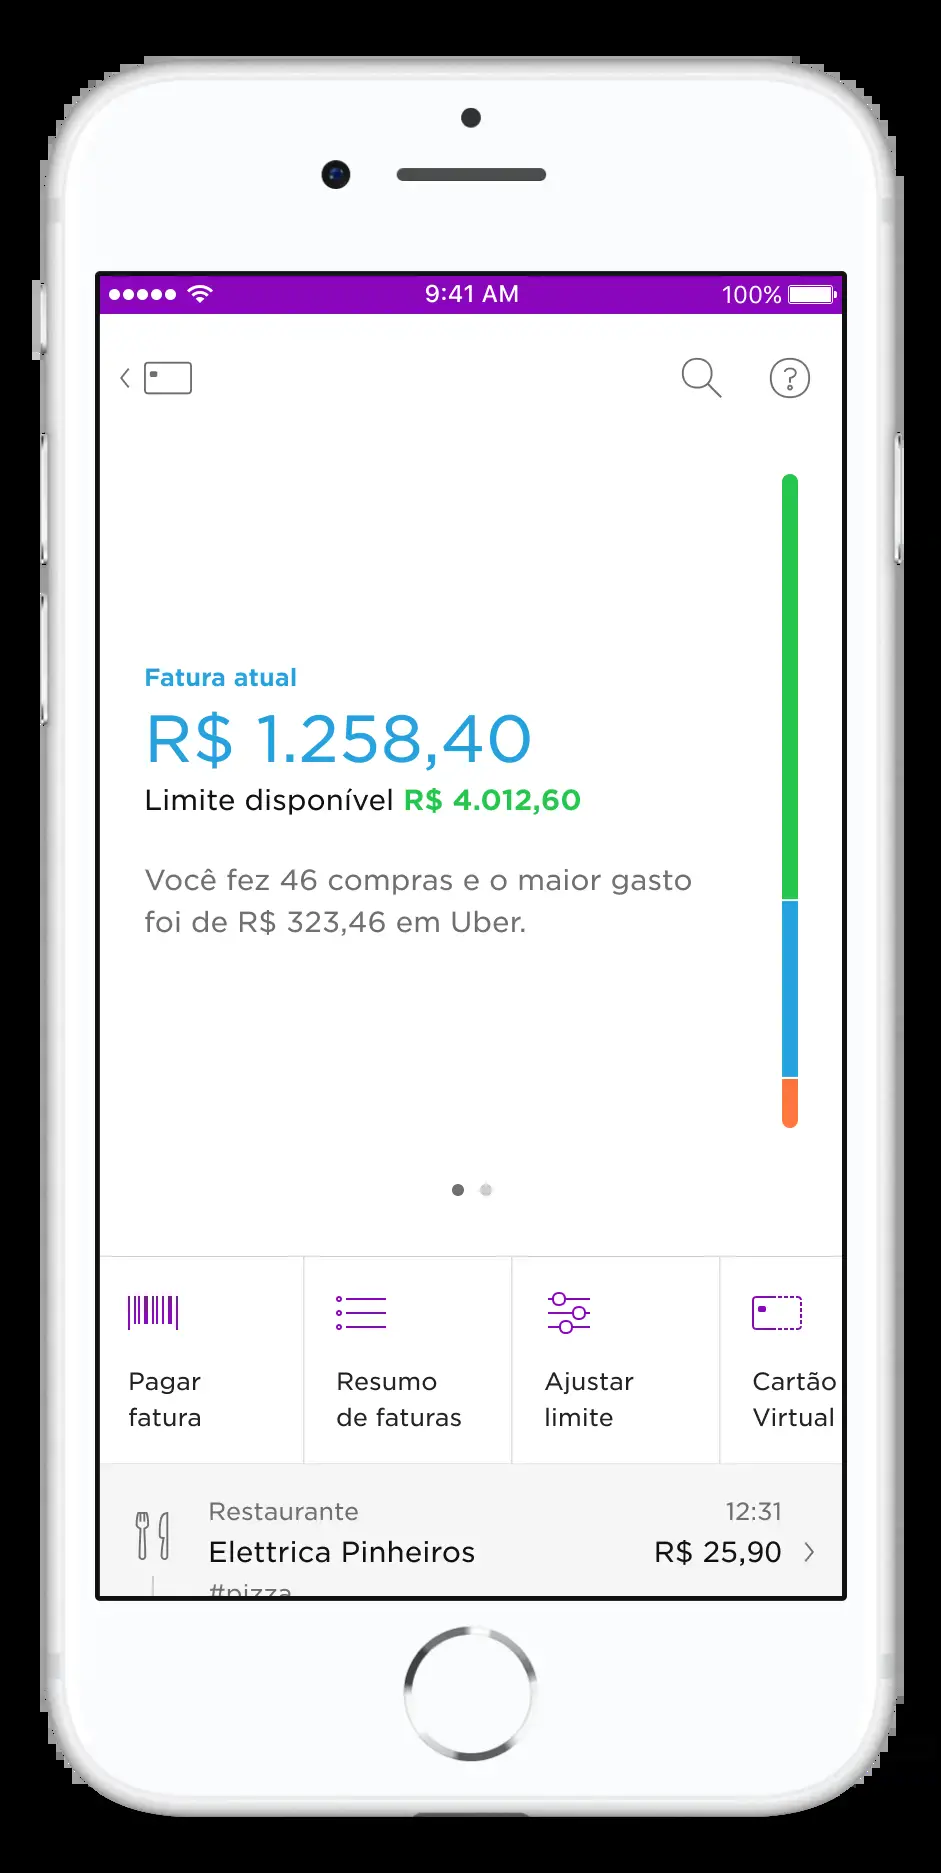 9:41 AM
100%
Fatura atual
R$ 1.258,40
Limite disponível R$ 4.012,60
Você fez 46 compras e o maior gasto
foi de R$ 323,46 em Uber.
Pagar
fatura
Resumo
de faturas
Ajustar
limite
Cartão
Virtual
Restaurante
12:31
Elettrica Pinheiros
R$ 25,90
#pizza